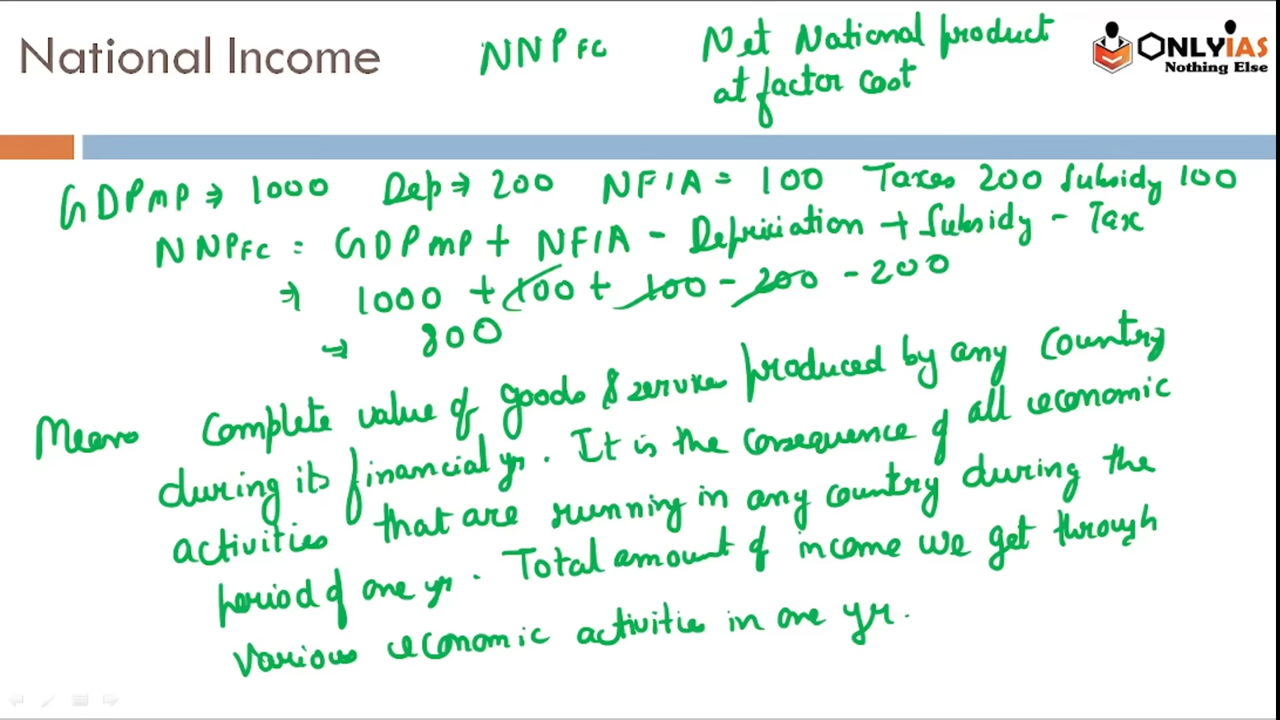 National Income
NNPFC
Net National product
at factor cost
ONLYIAS
Nothing Else
GDPMP ⇒ 1000 Dep ⇒ 200 NFIA = 100 Taxes 200 Subsidy 100
NNPFC = GDPMP + NFIA - Depriciation + Subsidy - Tax
⇒ 1000 + 100 + 100 - 200 - 200
⇒ 800
Means Complete value of goods & services produced by any country
during its financial yr. It is the consequence of all economic
activities that are running in any country during the
period of one yr. Total amount of income we get through
various economic activities in one yr.